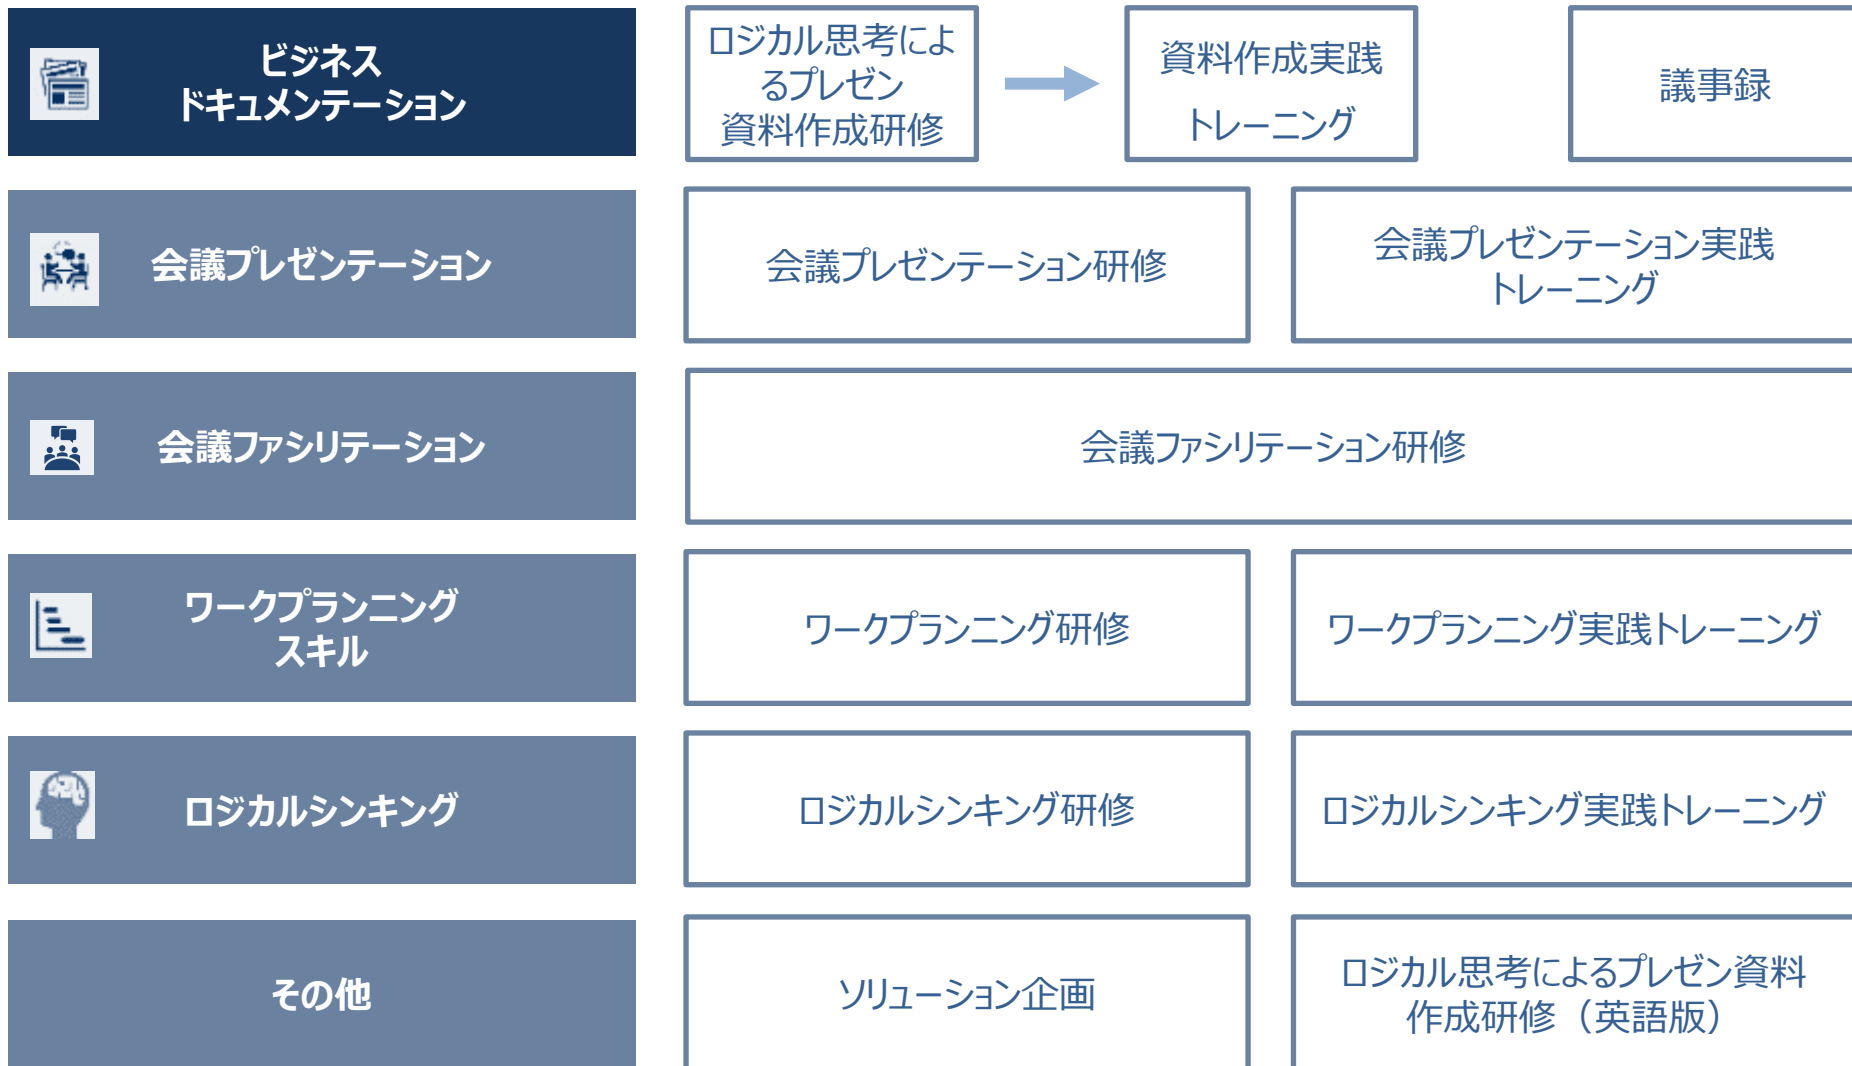 ビジネス
ドキュメンテーション
ロジカル思考によ
るプレゼン
資料作成研修
資料作成実践
トレーニング
議事録
会議プレゼンテーション
会議プレゼンテーション研修
会議プレゼンテーション実践
トレーニング
会議ファシリテーション
会議ファシリテーション研修
ワークプランニング
スキル
ワークプランニング研修
ワークプランニング実践トレーニング
ロジカルシンキング
ロジカルシンキング研修
ロジカルシンキング実践トレーニング
その他
ソリューション企画
ロジカル思考によるプレゼン資料
作成研修（英語版）